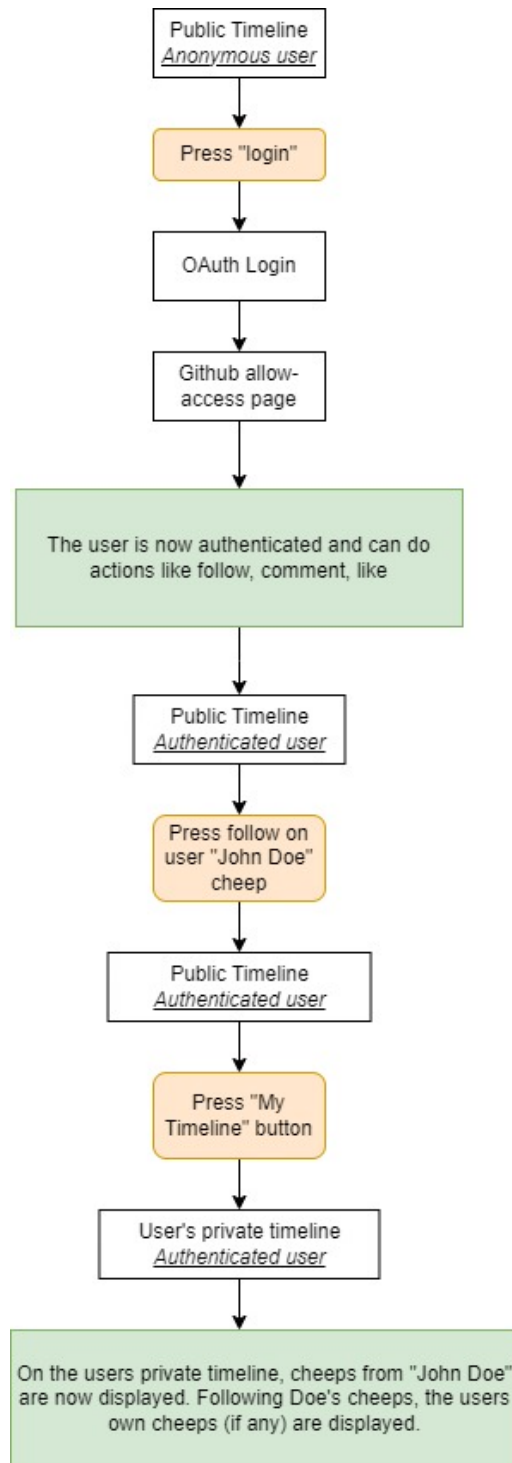 Public Timeline
Anonymous user
Press "login"
OAuth Login
Github allow-
access page
The user is now authenticated and can do
actions like follow, comment, like
Public Timeline
Authenticated user
Press follow on
user "John Doe"
cheep
Public Timeline
Authenticated user
Press "My
Timeline" button
User's private timeline
Authenticated user
On the users private timeline, cheeps from "John Doe"
are now displayed. Following Doe's cheeps, the users
own cheeps (if any) are displayed.